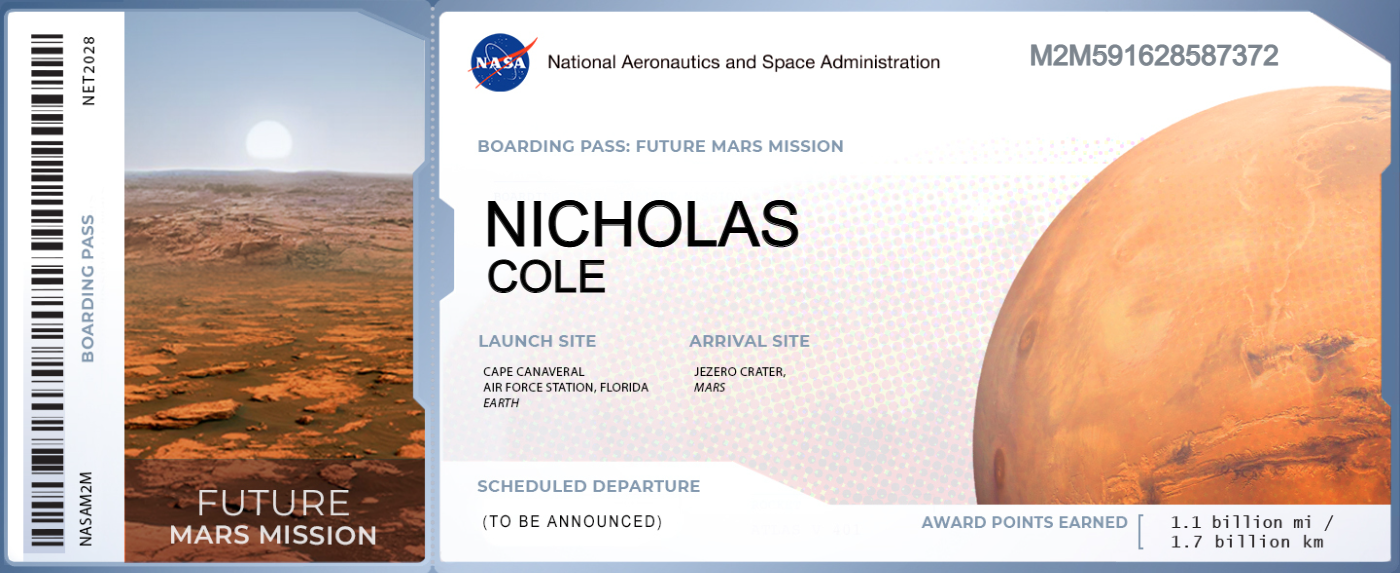 NET2028
BOARDING PASS
NASAM2M
FUTURE
MARS MISSION
NASA
National Aeronautics and Space Administration
M2M591628587372
BOARDING PASS: FUTURE MARS MISSION
NICHOLAS
COLE
LAUNCH SITE
CAPE CANAVERAL
AIR FORCE STATION, FLORIDA
EARTH
ARRIVAL SITE
JEZERO CRATER,
MARS
SCHEDULED DEPARTURE
(TO BE ANNOUNCED)
AWARD POINTS EARNED
1.1 billion mi /
1.7 billion km